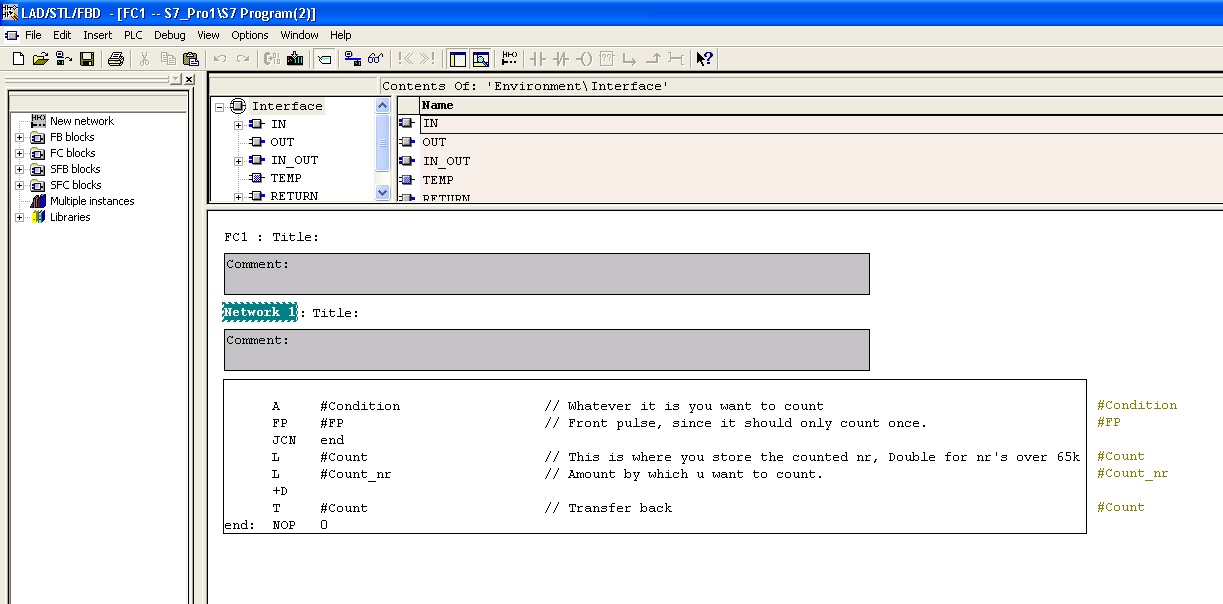 LAD/STL/FBD - [FC1 -- S7_Pro1\S7 Program(2)]
File Edit Insert PLC Debug View Options Window Help
New network
FB blocks
FC blocks
SFB blocks
SFC blocks
Multiple instances
Libraries
Contents Of: 'Environment\Interface'
Interface
IN
OUT
IN_OUT
TEMP
RETURN
Name
IN
OUT
IN_OUT
TEMP
RETURN
FC1 : Title:
Comment:
Network 1: Title:
Comment:
A #Condition // Whatever it is you want to count #Condition
FP #FP // Front pulse, since it should only count once. #FP
JCN end
L #Count // This is where you store the counted nr, Double for nr's over 65k #Count
L #Count_nr // Amount by which u want to count. #Count_nr
+D
T #Count // Transfer back #Count
end: NOP 0